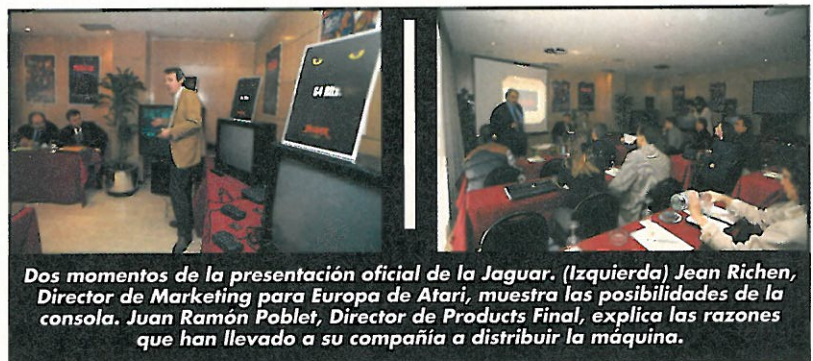 64 Bits
Dos momentos de la presentación oficial de la Jaguar. (Izquierda) Jean Richen,
Director de Marketing para Europa de Atari, muestra las posibilidades de la
consola. Juan Ramón Poblet, Director de Products Final, explica las razones
que han llevado a su compañía a distribuir la máquina.